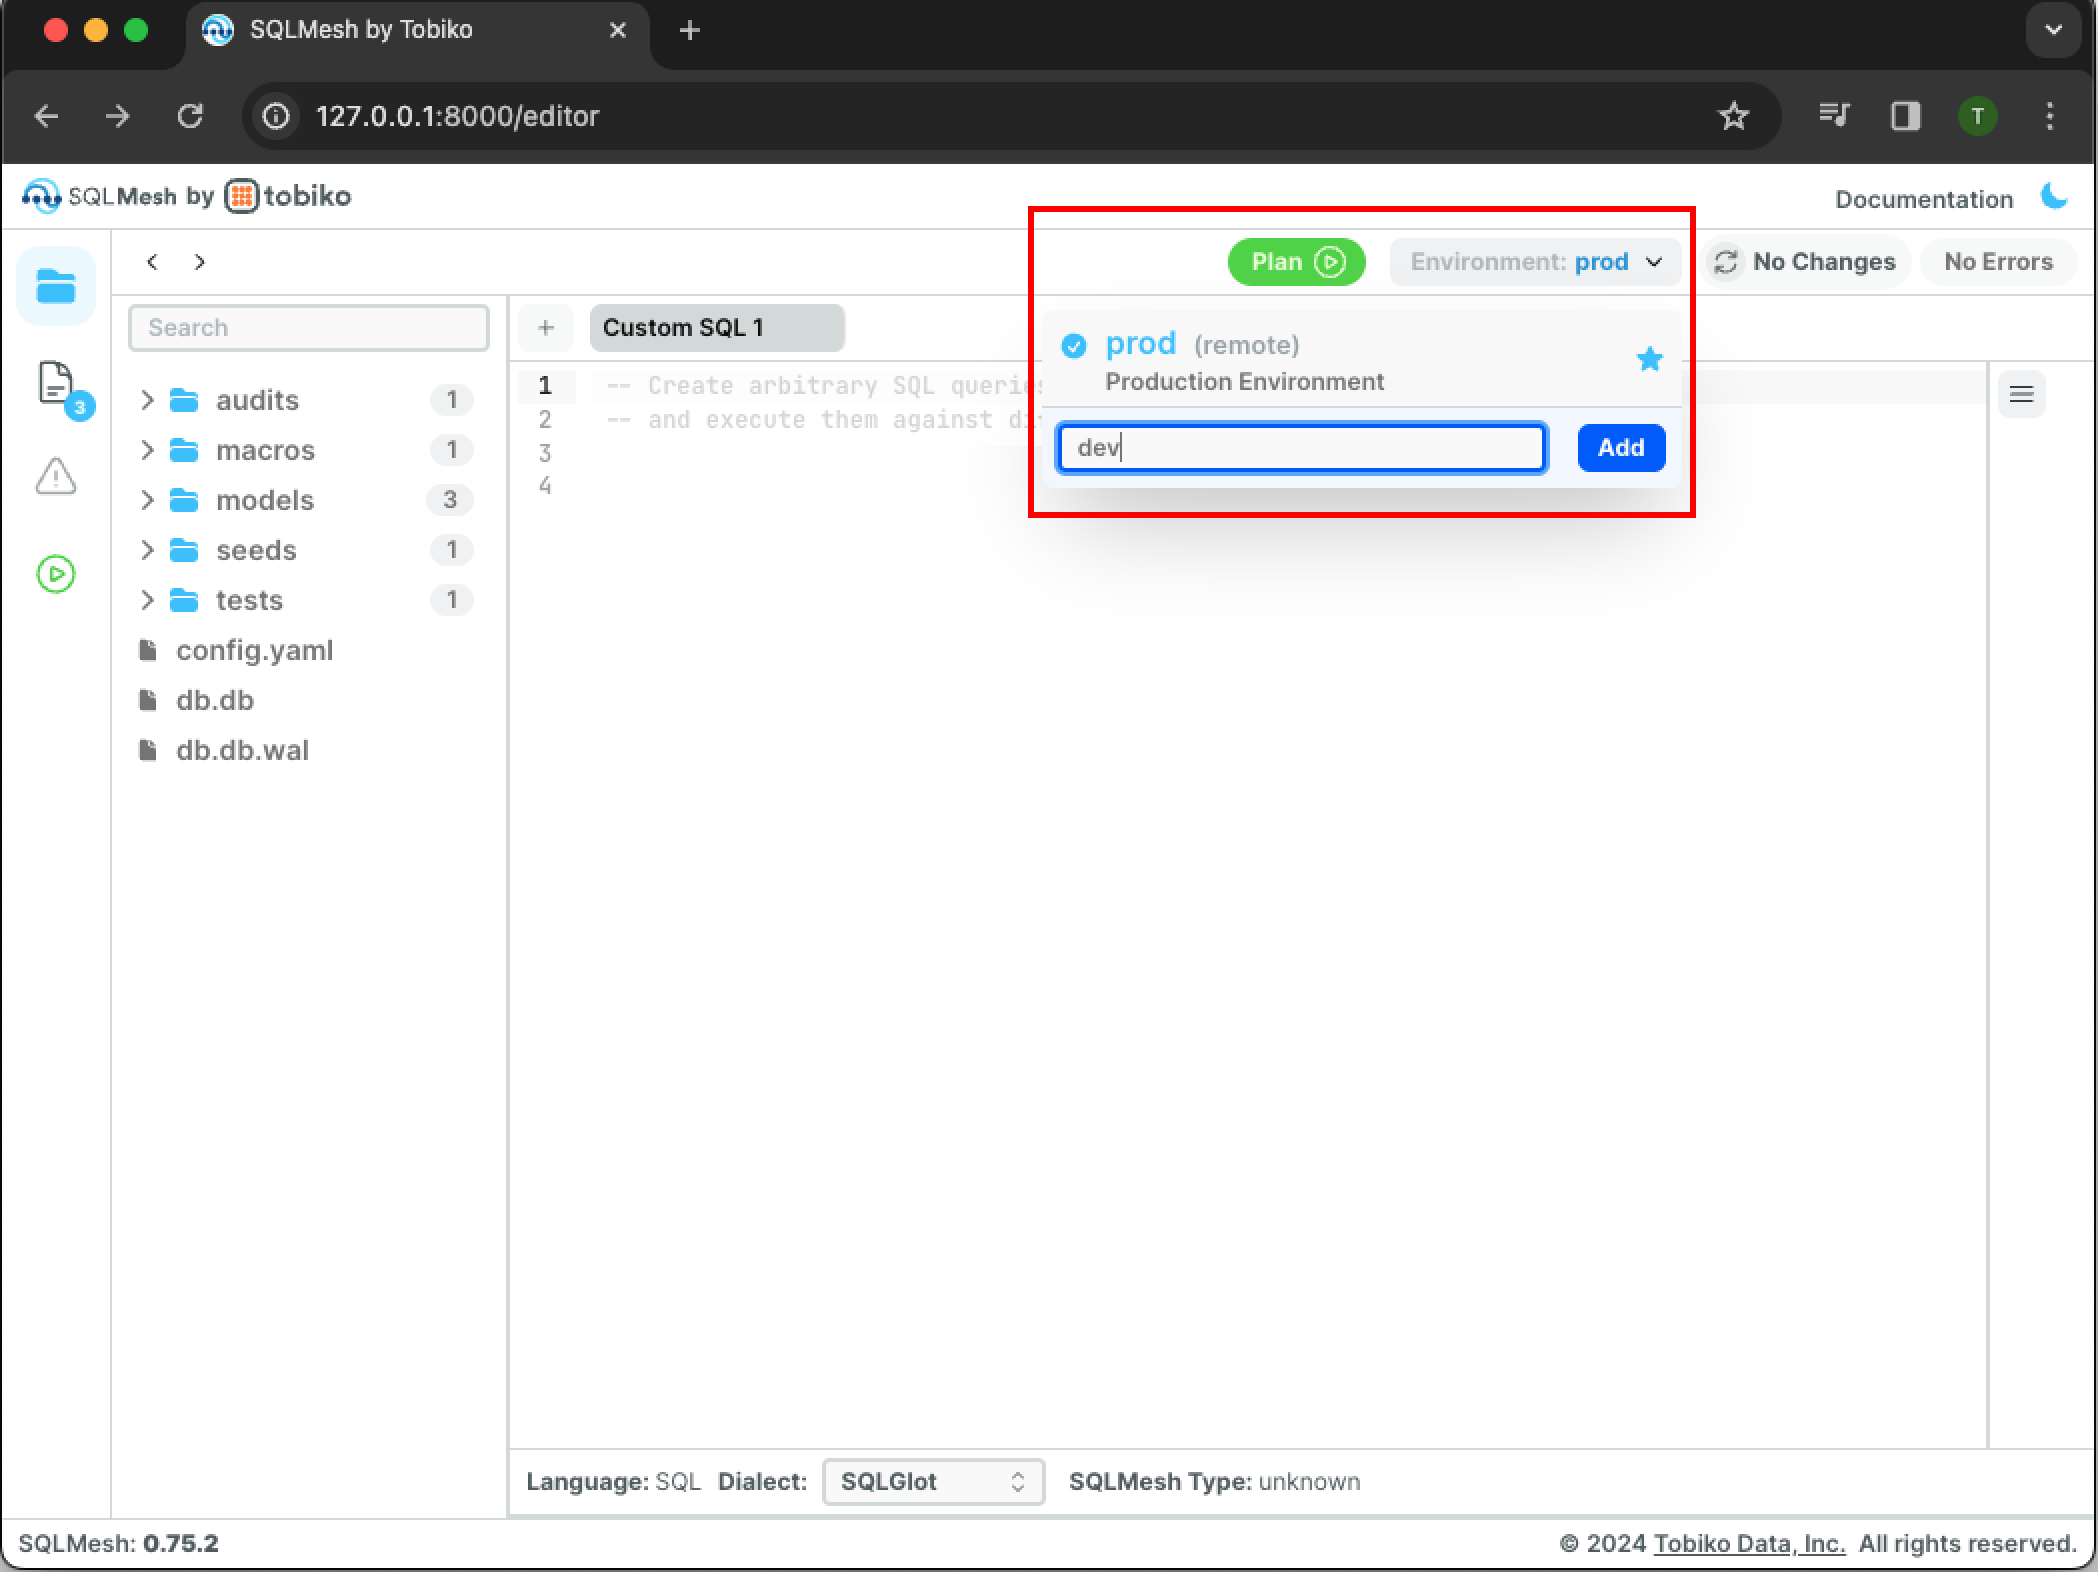 SQLMesh by Tobiko
127.0.0.1:8000/editor
T
SQLMesh by tobiko
Documentation
Plan
Environment: prod
No Changes
No Errors
Search
+ Custom SQL 1
prod (remote)
Production Environment
dev
Add
1 -- Create arbitrary SQL queries
2 -- and execute them against
3
4
3
audits 1
macros 1
models 3
seeds 1
tests 1
config.yaml
db.db
db.db.wal
Language: SQL Dialect: SQLGlot SQLMesh Type: unknown
SQLMesh: 0.75.2
© 2024 Tobiko Data, Inc. All rights reserved.